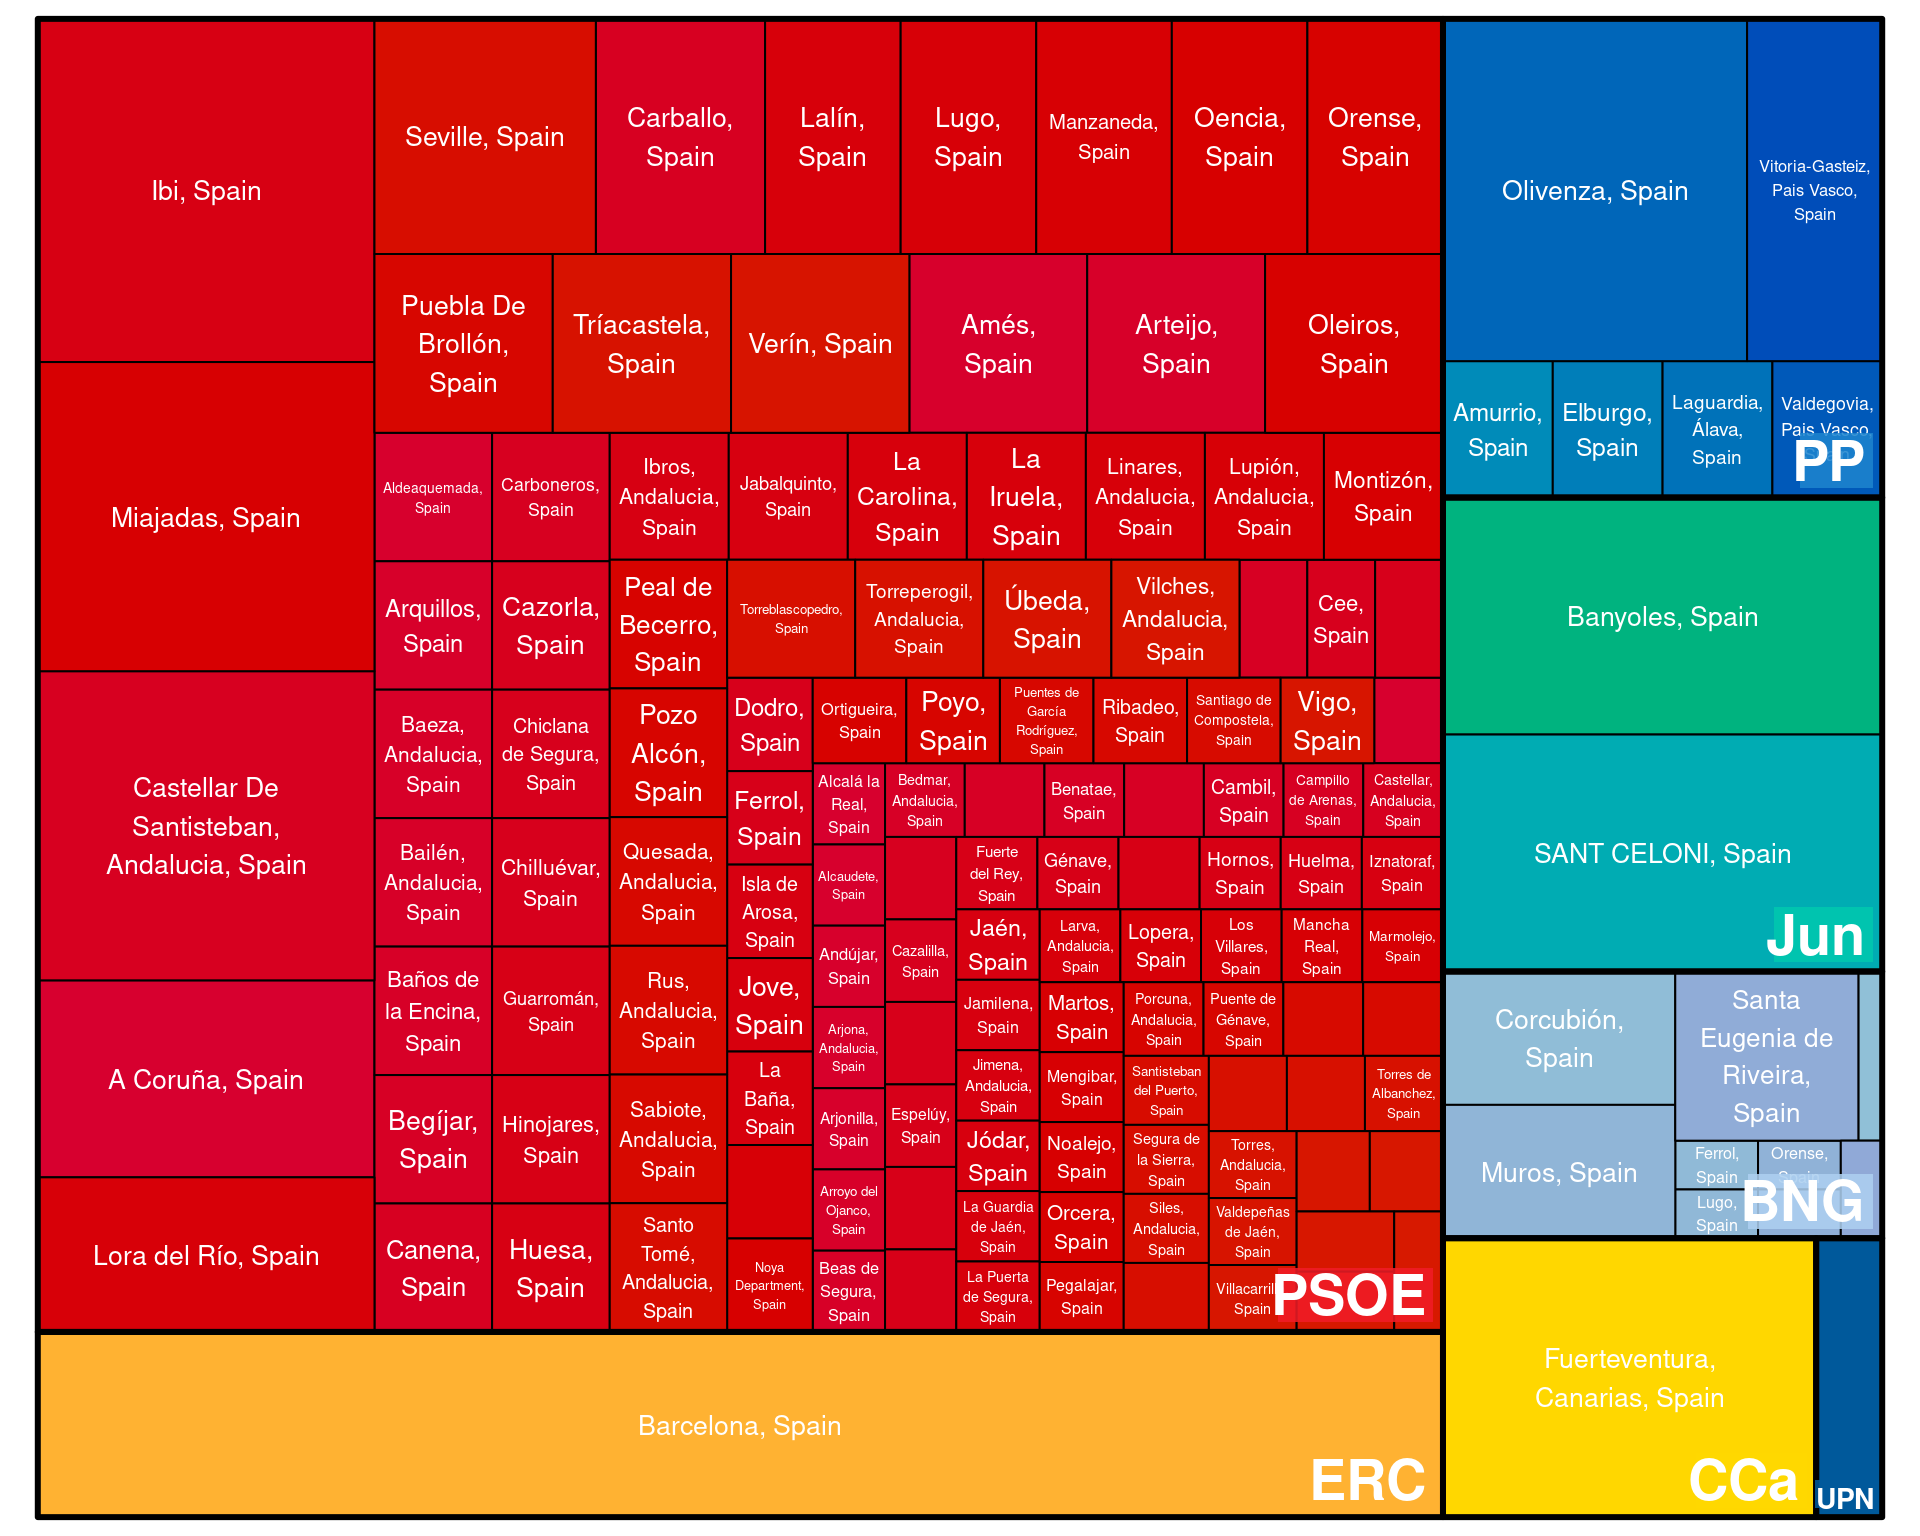 Ibi, Spain
Miajadas, Spain
Castellar De
Santisteban,
Andalucia, Spain
A Coruña, Spain
Lora del Río, Spain
Seville, Spain
Carballo,
Spain
Lalín,
Spain
Lugo,
Spain
Manzaneda,
Spain
Oencia,
Spain
Orense,
Spain
Puebla De
Brollón,
Spain
Tríacastela,
Spain
Verín, Spain
Amés,
Spain
Arteijo,
Spain
Oleiros,
Spain
Aldeaquemada,
Spain
Arquillos,
Spain
Baeza,
Andalucia,
Spain
Bailén,
Andalucia,
Spain
Baños de
la Encina,
Spain
Begíjar,
Spain
Canena,
Spain
Carboneros,
Spain
Cazorla,
Spain
Chiclana
de Segura,
Spain
Chilluévar,
Spain
Guarromán,
Spain
Hinojares,
Spain
Huesa,
Spain
Ibros,
Andalucia,
Spain
Jabalquinto,
Spain
La
Carolina,
Spain
La
Iruela,
Spain
Linares,
Andalucia,
Spain
Lupión,
Andalucia,
Spain
Montizón,
Spain
Peal de
Becerro,
Spain
Pozo
Alcón,
Spain
Quesada,
Andalucia,
Spain
Rus,
Andalucia,
Spain
Sabiote,
Andalucia,
Spain
Santo
Tomé,
Andalucia,
Spain
Torreblascopedro,
Spain
Torreperogil,
Andalucia,
Spain
Úbeda,
Spain
Vilches,
Andalucia,
Spain
Cee,
Spain
Dodro,
Spain
Ferrol,
Spain
Isla de
Arosa,
Spain
Jove,
Spain
La
Baña,
Spain
Noya
Department,
Spain
Ortigueira,
Spain
Poyo,
Spain
Puentes de
García
Rodríguez,
Spain
Ribadeo,
Spain
Santiago de
Compostela,
Spain
Vigo,
Spain
Alcalá la
Real,
Spain
Alcaudete,
Spain
Andújar,
Spain
Arjona,
Andalucia,
Spain
Arjonilla,
Spain
Arroyo del
Ojanco,
Spain
Beas de
Segura,
Spain
Bedmar,
Andalucia,
Spain
Benatae,
Spain
Cambil,
Spain
Campillo
de Arenas,
Spain
Castellar,
Andalucia,
Spain
Cazalilla,
Spain
Espelúy,
Spain
Fuerte
del Rey,
Spain
Génave,
Spain
Hornos,
Spain
Huelma,
Spain
Iznatoraf,
Spain
Jaén,
Spain
Jamilena,
Spain
Jimena,
Andalucia,
Spain
Jódar,
Spain
La Guardia
de Jaén,
Spain
La Puerta
de Segura,
Spain
Larva,
Andalucia,
Spain
Lopera,
Spain
Los
Villares,
Spain
Mancha
Real,
Spain
Marmolejo,
Spain
Martos,
Spain
Mengibar,
Spain
Noalejo,
Spain
Orcera,
Spain
Pegalajar,
Spain
Porcuna,
Andalucia,
Spain
Puente de
Génave,
Spain
Santisteban
del Puerto,
Spain
Segura de
la Sierra,
Spain
Siles,
Andalucia,
Spain
Torres de
Albanchez,
Spain
Torres,
Andalucia,
Spain
Valdepeñas
de Jaén,
Spain
Spain
PSOE
Barcelona, Spain
ERC
Olivenza, Spain
Vitoria-Gasteiz,
Pais Vasco,
Spain
Amurrio,
Spain
Elburgo,
Spain
Laguardia,
Álava,
Spain
Valdegovia,
Pais Vasco,
Spain
PP
Banyoles, Spain
SANT CELONI, Spain
Jun
Corcubión,
Spain
Muros, Spain
Santa
Eugenia de
Riveira,
Spain
Ferrol,
Spain
Orense,
Spain
Lugo,
Spain
BNG
Fuerteventura,
Canarias, Spain
CCa
UPN